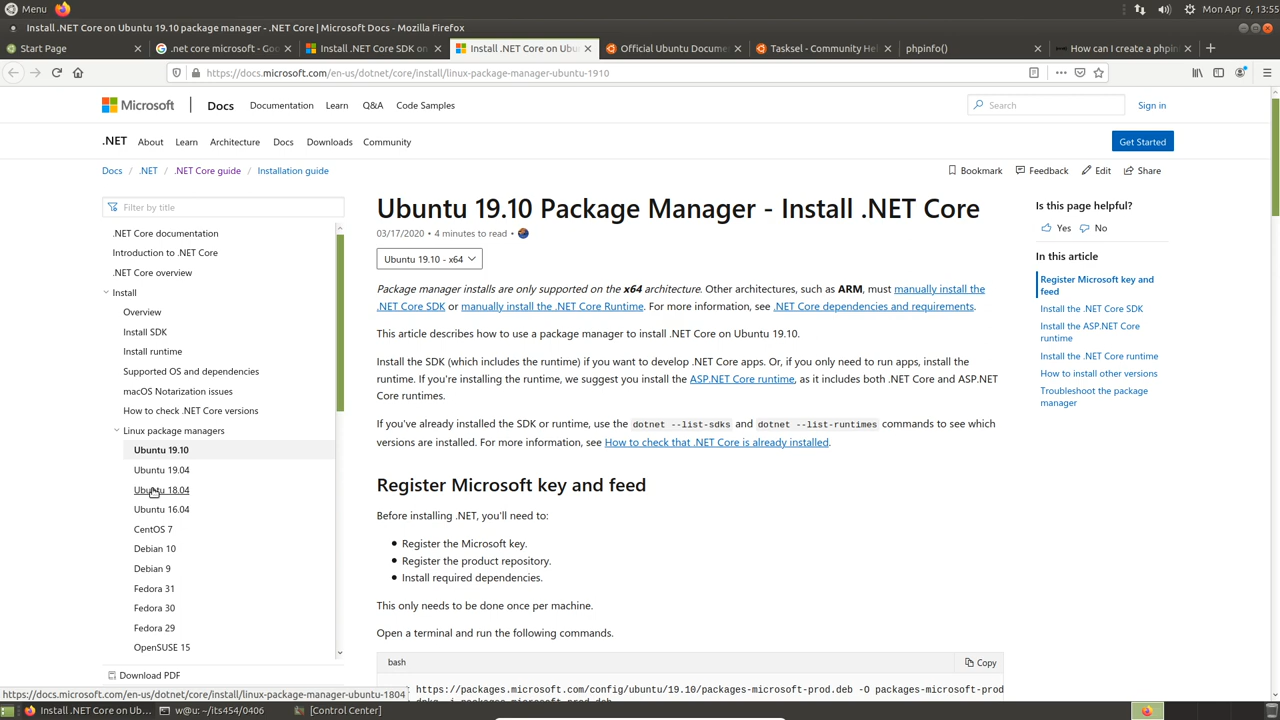 Menu
Mon Apr 6, 13:55
Install .NET Core on Ubuntu 19.10 package manager - .NET Core | Microsoft Docs - Mozilla Firefox
Start Page
.net core microsoft - Goo
Install .NET Core SDK on
Install .NET Core on Ubu
Official Ubuntu Docume
Tasksel - Community He
phpinfo()
How can I create a phpin
https://docs.microsoft.com/en-us/dotnet/core/install/linux-package-manager-ubuntu-1910
Microsoft
Docs
Documentation
Learn
Q&A
Code Samples
Search
Sign in
.NET
About
Learn
Architecture
Docs
Downloads
Community
Get Started
Docs / .NET / .NET Core guide / Installation guide
Bookmark
Feedback
Edit
Share
Filter by title
.NET Core documentation
Introduction to .NET Core
.NET Core overview
Install
Overview
Install SDK
Install runtime
Supported OS and dependencies
macOS Notarization issues
How to check .NET Core versions
Linux package managers
Ubuntu 19.10
Ubuntu 19.04
Ubuntu 18.04
Ubuntu 16.04
CentOS 7
Debian 10
Debian 9
Fedora 31
Fedora 30
Fedora 29
OpenSUSE 15
Download PDF
Ubuntu 19.10 Package Manager - Install .NET Core
03/17/2020 • 4 minutes to read •
Ubuntu 19.10 - x64
Package Manager installs are only supported on the x64 architecture. Other architectures, such as ARM, must manually install the
.NET Core SDK or manually install the .NET Core Runtime. For more information, see .NET Core dependencies and requirements.
This article describes how to use a package manager to install .NET Core on Ubuntu 19.10.
Install the SDK (which includes the runtime) if you want to develop .NET Core apps. Or, if you only need to run apps, install the
runtime. If you're installing the runtime, we suggest you install the ASP.NET Core runtime, as it includes both .NET Core and ASP.NET
Core runtimes.
If you've already installed the SDK or runtime, use the dotnet --list-sdks and dotnet --list-runtimes commands to see which
versions are installed. For more information, see How to check that .NET Core is already installed.
Register Microsoft key and feed
Before installing .NET, you'll need to:
• Register the Microsoft key.
• Register the product repository.
• Install required dependencies.
This only needs to be done once per machine.
Open a terminal and run the following commands.
bash
Copy
https://packages.microsoft.com/config/ubuntu/19.10/packages-microsoft-prod.deb -O packages-microsoft-prod
Is this page helpful?
Yes
No
In this article
Register Microsoft key and
feed
Install the .NET Core SDK
Install the ASP.NET Core
runtime
Install the .NET Core runtime
How to install other versions
Troubleshoot the package
manager
https://docs.microsoft.com/en-us/dotnet/core/install/linux-package-manager-ubuntu-1804
Install .NET Core on Ub...
w@u: ~/its454/0406
[Control Center]